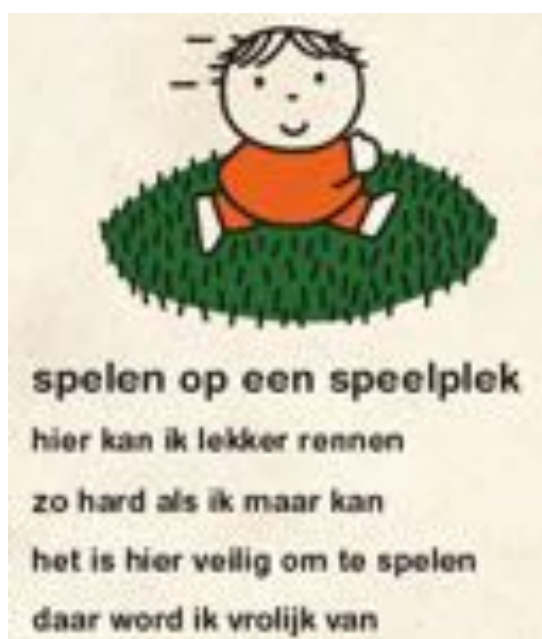 spelen op een speelplek
hier kan ik lekker rennen
zo hard als ik maar kan
het is hier veilig om te spelen
daar word ik vrolijk van